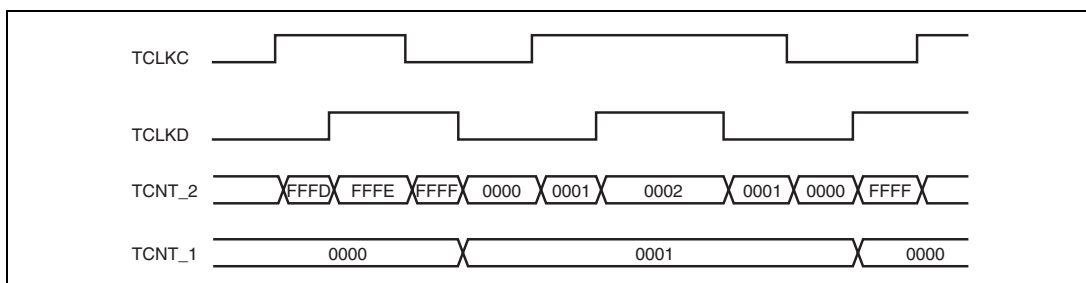 TCLKC
TCLKD
TCNT_2 FFFD FFFE FFFF 0000 0001 0002 0001 0000 FFFF
TCNT_1 0000 0001 0000